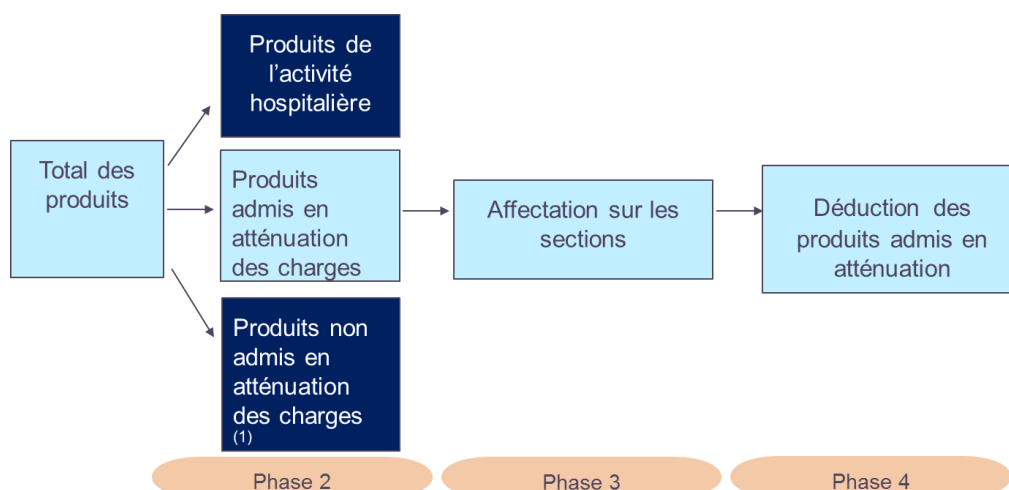 Produits de
l’activité
hospitalière
Total des
produits
Produits
admis en
atténuation
des charges
Affectation sur les
sections
Déduction des
produits admis en
atténuation
Produits non
admis en
atténuation
des charges
(1)
Phase 2
Phase 3
Phase 4